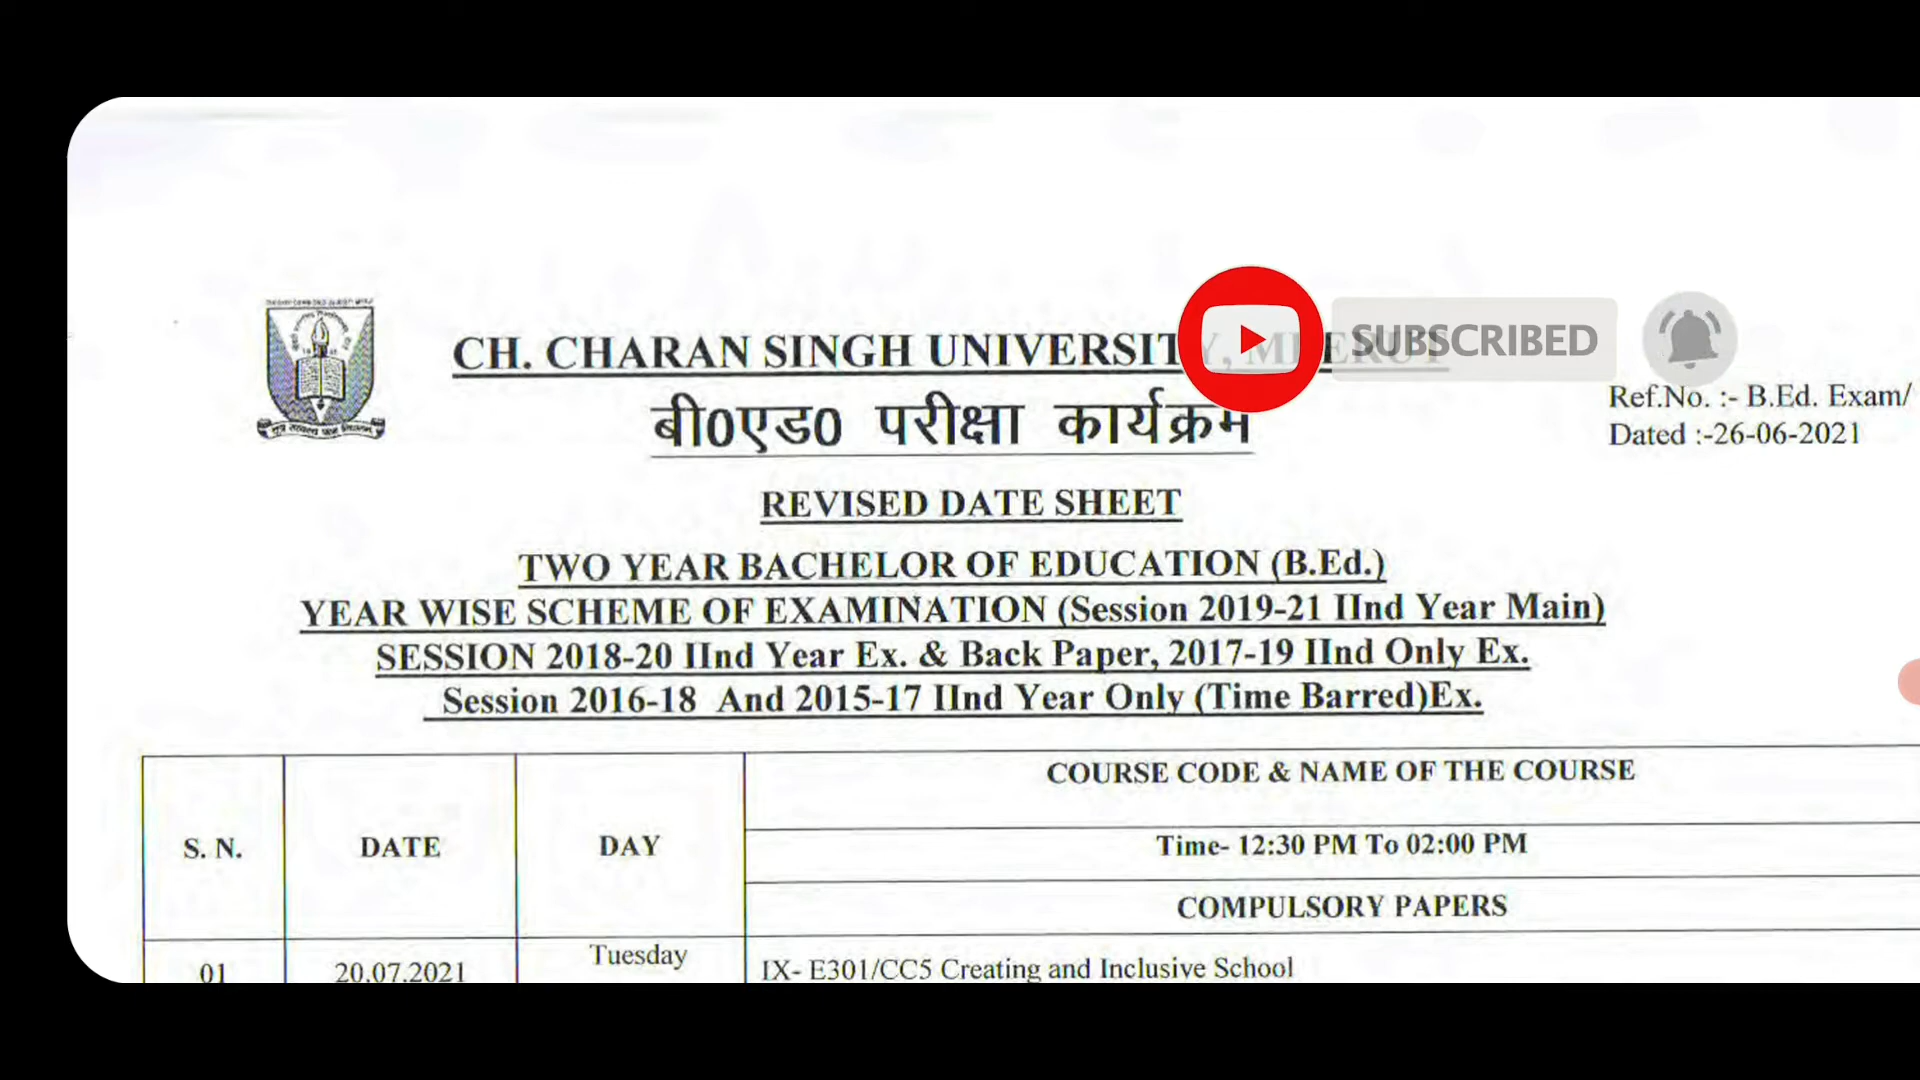 CH. CHARAN SINGH UNIVERSITY, MEERUT
SUBSCRIBED
बी0एड0 परीक्षा कार्यक्रम
Ref.No. :- B.Ed. Exam/
Dated :-26-06-2021
REVISED DATE SHEET
TWO YEAR BACHELOR OF EDUCATION (B.Ed.)
YEAR WISE SCHEME OF EXAMINATION (Session 2019-21 IInd Year Main)
SESSION 2018-20 IInd Year Ex. & Back Paper, 2017-19 IInd Only Ex.
Session 2016-18 And 2015-17 IInd Year Only (Time Barred)Ex.
COURSE CODE & NAME OF THE COURSE
S. N. DATE DAY
Time- 12:30 PM To 02:00 PM
COMPULSORY PAPERS
01 20.07.2021 Tuesday IX- E301/CC5 Creating and Inclusive School